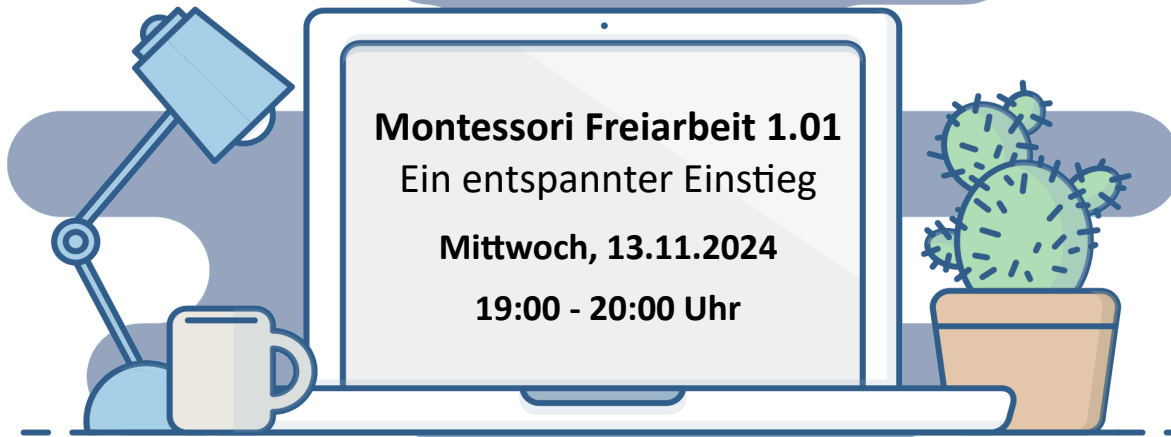 Montessori Freiarbeit 1.01
Ein entspannter Einstieg
Mittwoch, 13.11.2024
19:00 - 20:00 Uhr